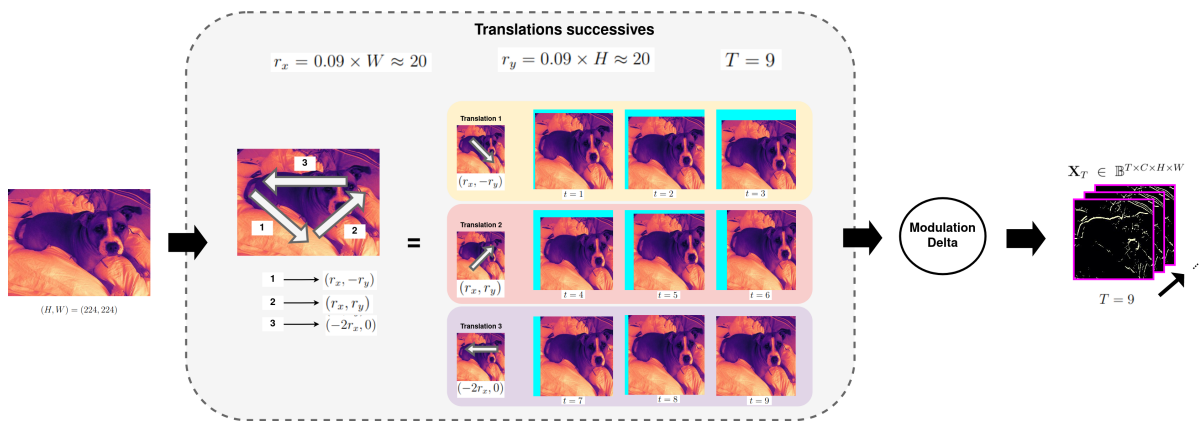 Translations successives
r_x = 0.09 × W ≈ 20
r_y = 0.09 × H ≈ 20
T = 9
(H, W) = (224, 224)
3
1
2
1 → (r_x, −r_y)
2 → (r_x, r_y)
3 → (−2r_x, 0)
=
Translation 1
(r_x, −r_y)
t = 1
t = 2
t = 3
Translation 2
(r_x, r_y)
t = 4
t = 5
t = 6
Translation 3
(−2r_x, 0)
t = 7
t = 8
t = 9
Modulation
Delta
X_T ∈ 𝔹^{T×C×H×W}
T = 9
...